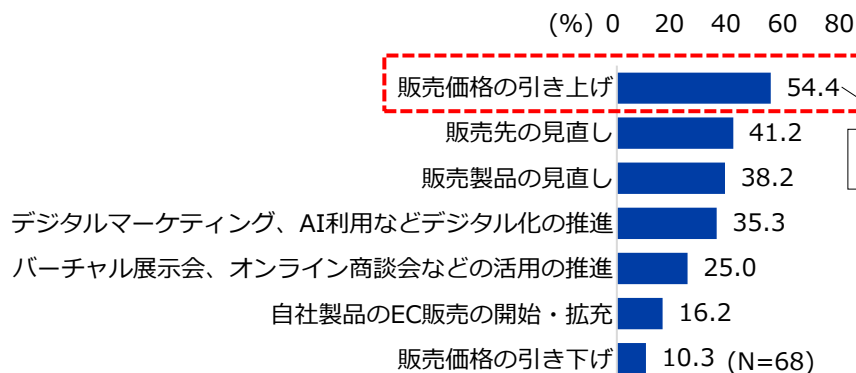 (%) 0 20 40 60 80
販売価格の引き上げ 54.4
販売先の見直し 41.2
販売製品の見直し 38.2
デジタルマーケティング、AI利用などデジタル化の推進 35.3
バーチャル展示会、オンライン商談会などの活用の推進 25.0
自社製品のEC販売の開始・拡充 16.2
販売価格の引き下げ 10.3 (N=68)